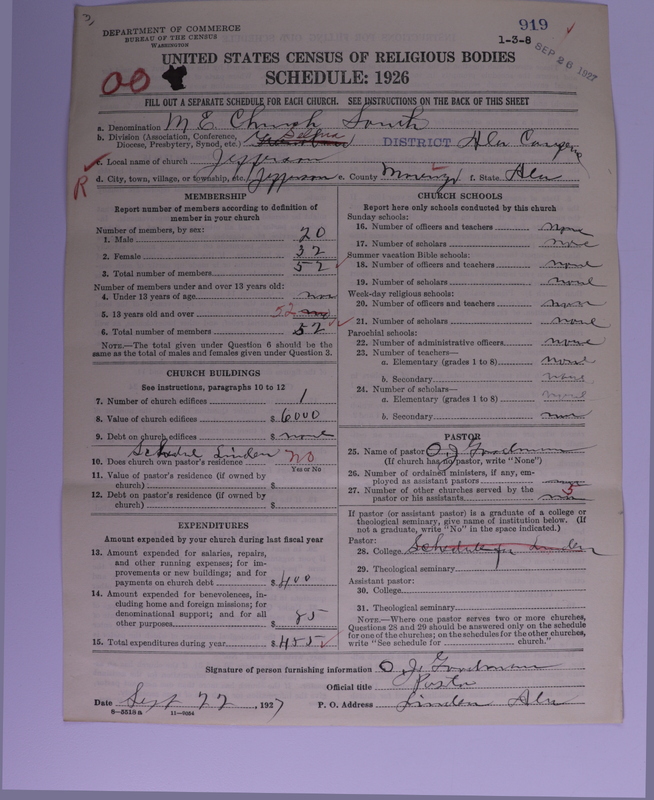 919
DEPARTMENT OF COMMERCE
BUREAU OF THE CENSUS
WASHINGTON
1-3-8
SEP 26 1927
UNITED STATES CENSUS OF RELIGIOUS BODIES
SCHEDULE: 1926
00
FILL OUT A SEPARATE SCHEDULE FOR EACH CHURCH. SEE INSTRUCTIONS ON THE BACK OF THIS SHEET
a. Denomination M. E. Church South
b. Division (Association, Conference, Diocese, Presbytery, Synod, etc.) Selma DISTRICT Ala
c. Local name of church Jefferson
R
d. City, town, village, or township, etc. Jefferson e. County Marengo f. State Ala
MEMBERSHIP
Report number of members according to definition of member in your church
Number of members, by sex:
1. Male 20
2. Female 32
3. Total number of members 52
Number of members under and over 13 years old:
4. Under 13 years of age none
5. 13 years old and over 52
6. Total number of members 52
NOTE.—The total given under Question 6 should be the same as the total of males and females given under Question 3.
CHURCH BUILDINGS
See instructions, paragraphs 10 to 12
7. Number of church edifices 1
8. Value of church edifices $ 6000
9. Debt on church edifices $ none
Linden
10. Does church own pastor's residence no
Yes or No
11. Value of pastor's residence (if owned by church) $
12. Debt on pastor's residence (if owned by church) $
EXPENDITURES
Amount expended by your church during last fiscal year
13. Amount expended for salaries, repairs, and other running expenses; for improvements or new buildings; and for payments on church debt $ 400
14. Amount expended for benevolences, including home and foreign missions; for denominational support; and for all other purposes $ 85
15. Total expenditures during year $ 485
CHURCH SCHOOLS
Report here only schools conducted by this church
Sunday schools:
16. Number of officers and teachers none
17. Number of scholars none
Summer vacation Bible schools:
18. Number of officers and teachers none
19. Number of scholars none
Week-day religious schools:
20. Number of officers and teachers none
21. Number of scholars none
Parochial schools:
22. Number of administrative officers none
23. Number of teachers—
a. Elementary (grades 1 to 8) none
b. Secondary none
24. Number of scholars—
a. Elementary (grades 1 to 8) none
b. Secondary none
PASTOR
25. Name of pastor O. J. Goodman
(If church has no pastor, write "None")
26. Number of ordained ministers, if any, employed as assistant pastors none
27. Number of other churches served by the pastor or his assistants 3
If pastor (or assistant pastor) is a graduate of a college or theological seminary, give name of institution below. (If not a graduate, write "No" in the space indicated.)
Pastor:
28. College Schedule for Linden
29. Theological seminary
Assistant pastor:
30. College
31. Theological seminary
NOTE.—Where one pastor serves two or more churches, Questions 28 and 29 should be answered only on the schedule for one of the churches; on the schedules for the other churches, write "See schedule for church."
Signature of person furnishing information O. J. Goodman
Official title Pastor
Date Sept 22, 1927 P. O. Address Linden Ala
8-5518a 11-9064